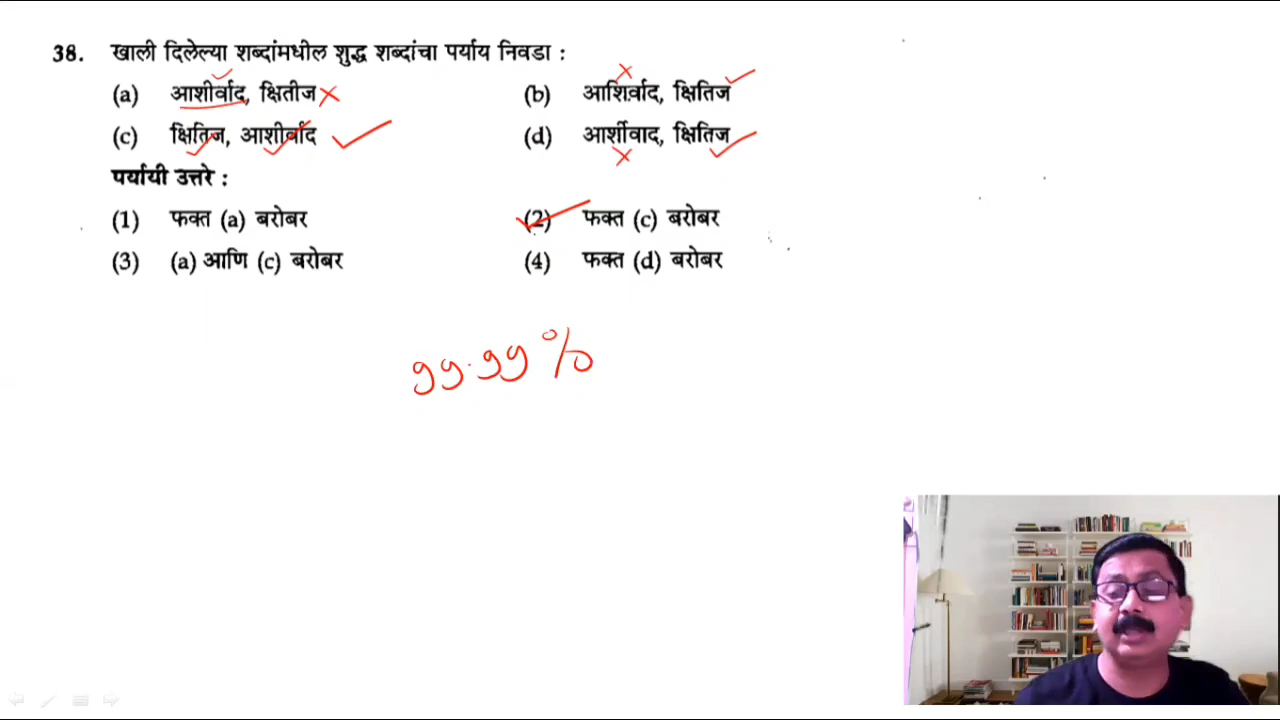 38. खाली दिलेल्या शब्दांमधील शुद्ध शब्दांचा पर्याय निवडा :
(a) आशीर्वाद, क्षितीज (b) आशिर्वाद, क्षितिज
(c) क्षितिज, आशीर्वाद (d) आर्शीवाद, क्षितिज
पर्यायी उत्तरे :
(1) फक्त (a) बरोबर (2) फक्त (c) बरोबर
(3) (a) आणि (c) बरोबर (4) फक्त (d) बरोबर
99.99%